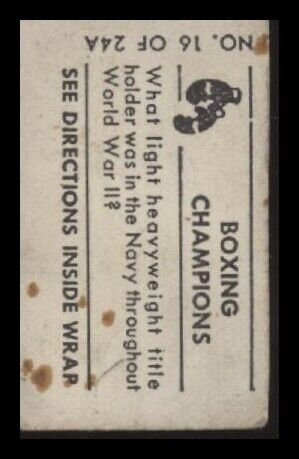 NO. 16 OF 24A
BOXING
CHAMPIONS
What light heavyweight title
holder was in the Navy throughout
World War II?
SEE DIRECTIONS INSIDE WRAP